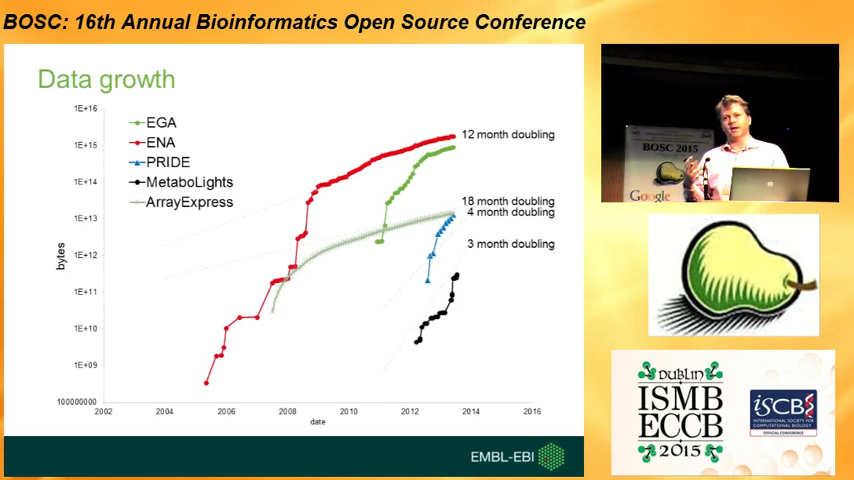 BOSC: 16th Annual Bioinformatics Open Source Conference
Data growth
1E+16
1E+15
1E+14
1E+13
1E+12
1E+11
1E+10
1E+09
100000000
bytes
EGA
ENA
PRIDE
MetaboLights
ArrayExpress
12 month doubling
18 month doubling
4 month doubling
3 month doubling
2002 2004 2006 2008 2010 2012 2014 2016
date
EMBL-EBI
BOSC 2015
Google
DUBLIN
ISMB
ECCB
2015
iSCB
INTERNATIONAL SOCIETY FOR
COMPUTATIONAL BIOLOGY
OFFICIAL CONFERENCE